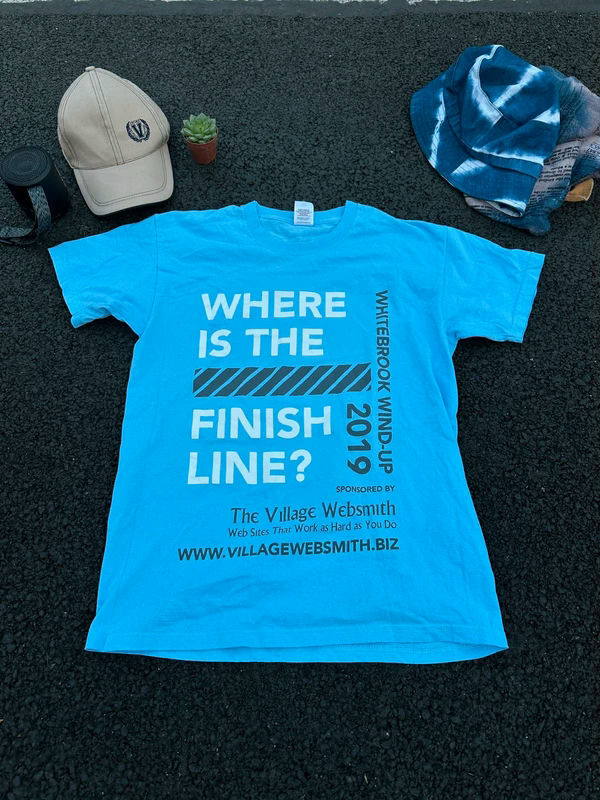 WHERE
IS THE
FINISH
LINE?
WHITEBROOK WIND-UP
2019
SPONSORED BY
The Village Websmith
Web Sites That Work as Hard as You Do
WWW.VILLAGEWEBSMITH.BIZ
V